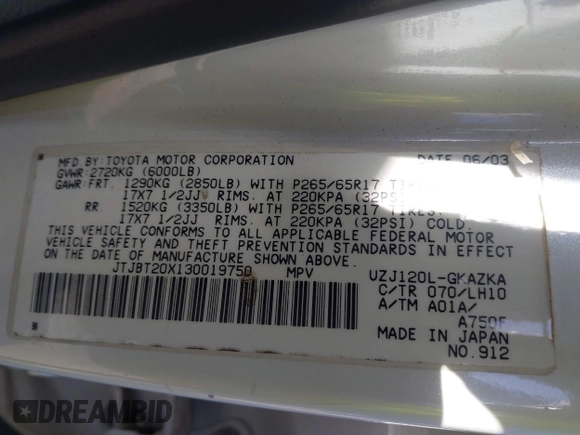 MFD.BY:TOYOTA MOTOR CORPORATION DATE 06/03
GVWR:2720KG (6000LB)
GAWR:FRT. 1290KG (2850LB) WITH P265/65R17
17X7 1/2JJ RIMS. AT 220KPA (32PSI)
RR. 1520KG (3350LB) WITH P265/65R17 TIRES.
17X7 1/2JJ RIMS. AT 220KPA (32PSI) COLD.
THIS VEHICLE CONFORMS TO ALL APPLICABLE FEDERAL MOTOR
VEHICLE SAFETY AND THEFT PREVENTION STANDARDS IN EFFECT
ON THE DATE OF MANUFACTURE SHOWN ABOVE.
JTJBT20X130019750 MPV UZJ120L-GKAZKA
C/TR 070/LH10
A/TM A01A/
A750F
MADE IN JAPAN
NO.912
DREAMBID